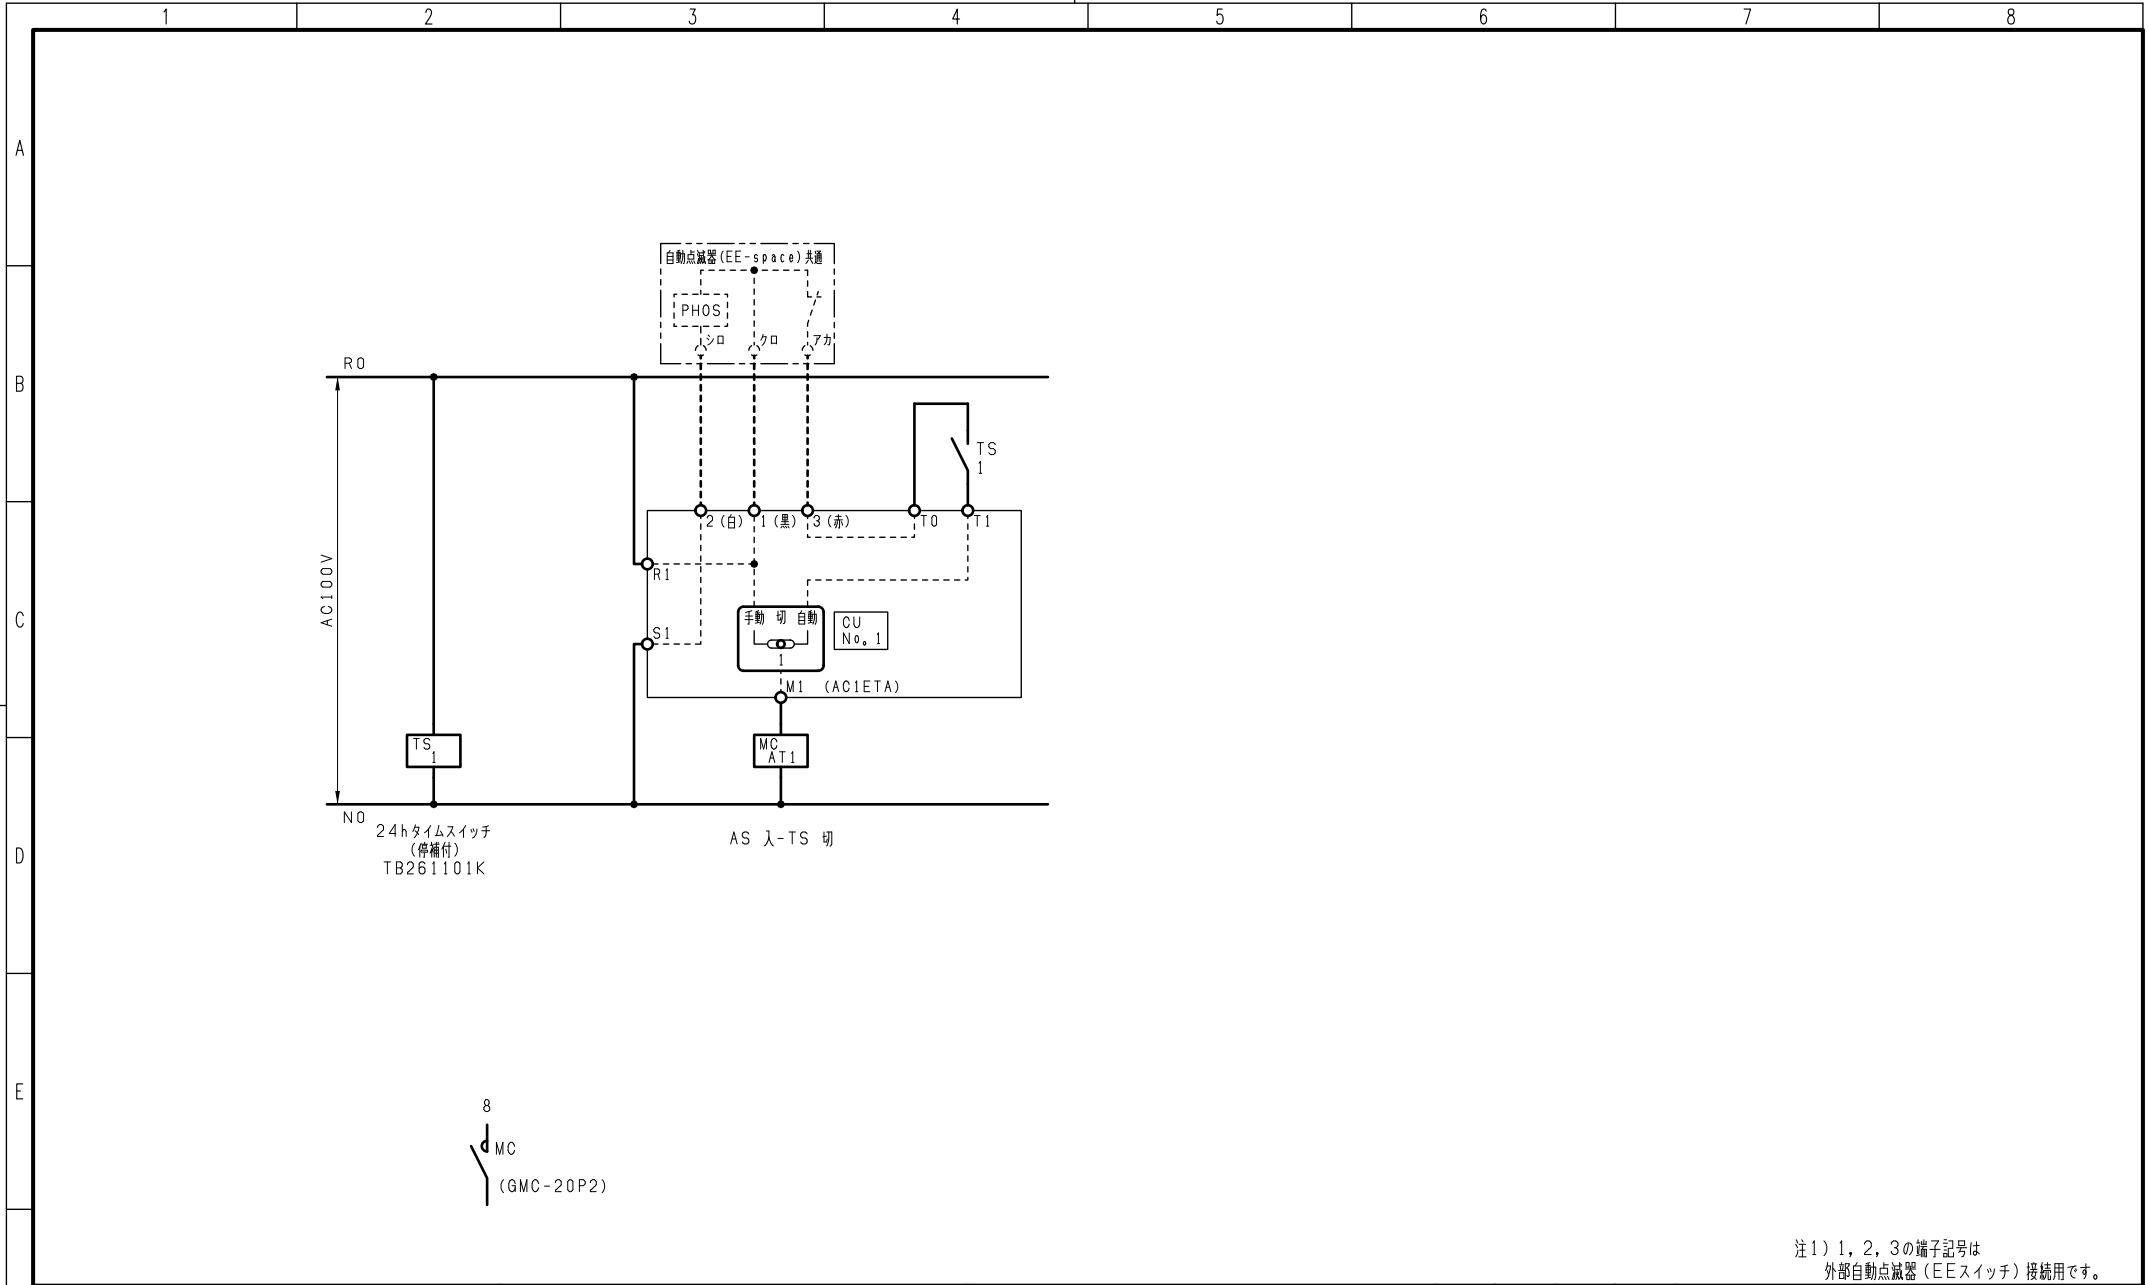 1 2 3 4 5 6 7 8
A
自動点滅器(EE-space)共通
PHOS
シロ クロ アカ
R0
B
TS
1
2(白) 1(黒) 3(赤) T0 T1
R1
AC100V
C
手動 切 自動
CU
No. 1
S1
1
M1 (AC1ETA)
TS
1
MC
AT1
N0
24hタイムスイッチ
(停補付)
TB261101K
AS 入-TS 切
D
E
8
MC
(GMC-20P2)
注1) 1, 2, 3の端子記号は
外部自動点滅器(EEスイッチ)接続用です。